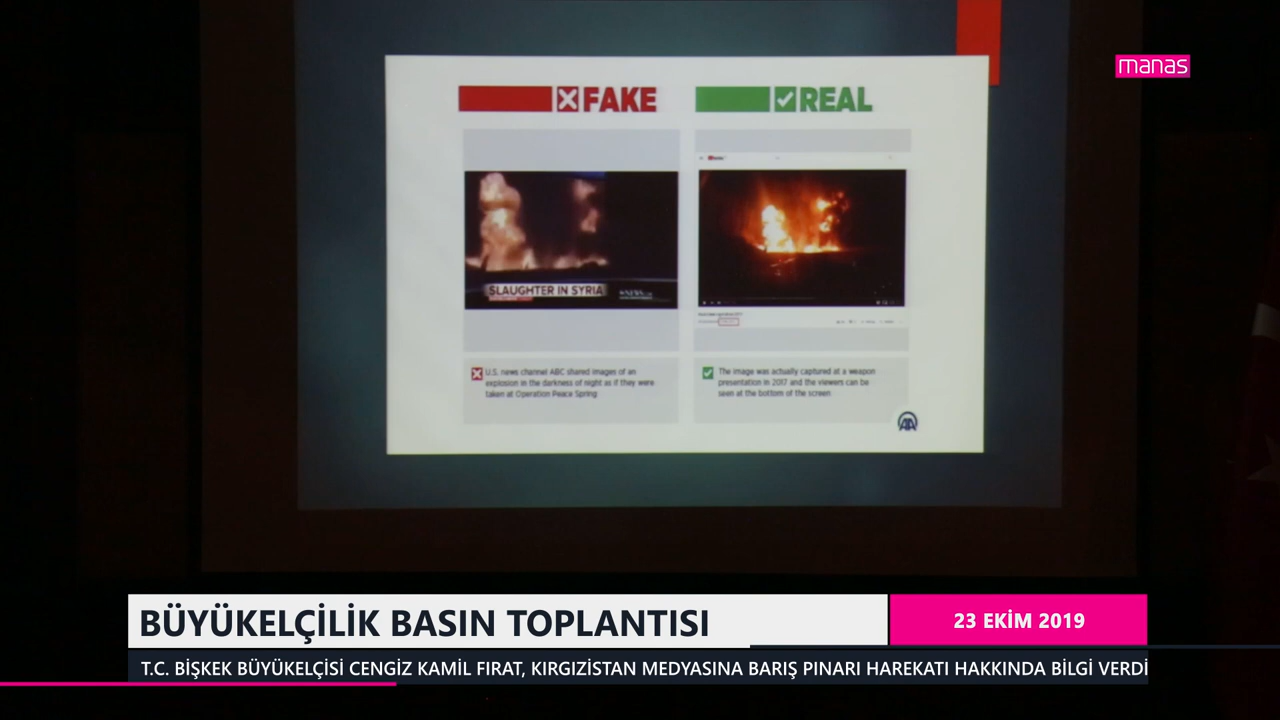 manas
FAKE
REAL
SLAUGHTER IN SYRIA
U.S. news channel ABC shared images of an
explosion in the darkness of night as if they were
taken at Operation Peace Spring
The image was actually captured at a weapon
presentation in 2017 and the viewers can be
seen at the bottom of the screen
AA
BÜYÜKELÇİLİK BASIN TOPLANTISI
23 EKİM 2019
T.C. BİŞKEK BÜYÜKELÇİSİ CENGİZ KAMİL FIRAT, KIRGIZİSTAN MEDYASINA BARIŞ PINARI HAREKATI HAKKINDA BİLGİ VERDİ